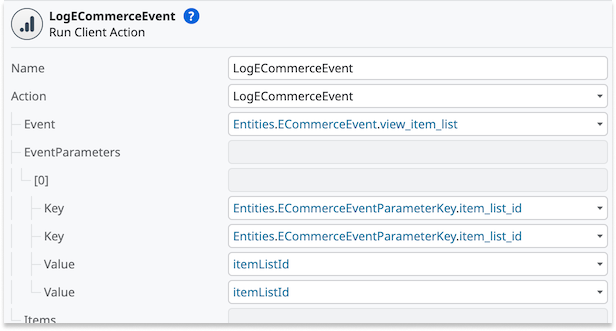 LogECommerceEvent ?
Run Client Action
Name LogECommerceEvent
Action LogECommerceEvent
Event Entities.ECommerceEvent.view_item_list
EventParameters
[0]
Key Entities.ECommerceEventParameterKey.item_list_id
Key Entities.ECommerceEventParameterKey.item_list_id
Value itemListId
Value itemListId
Items